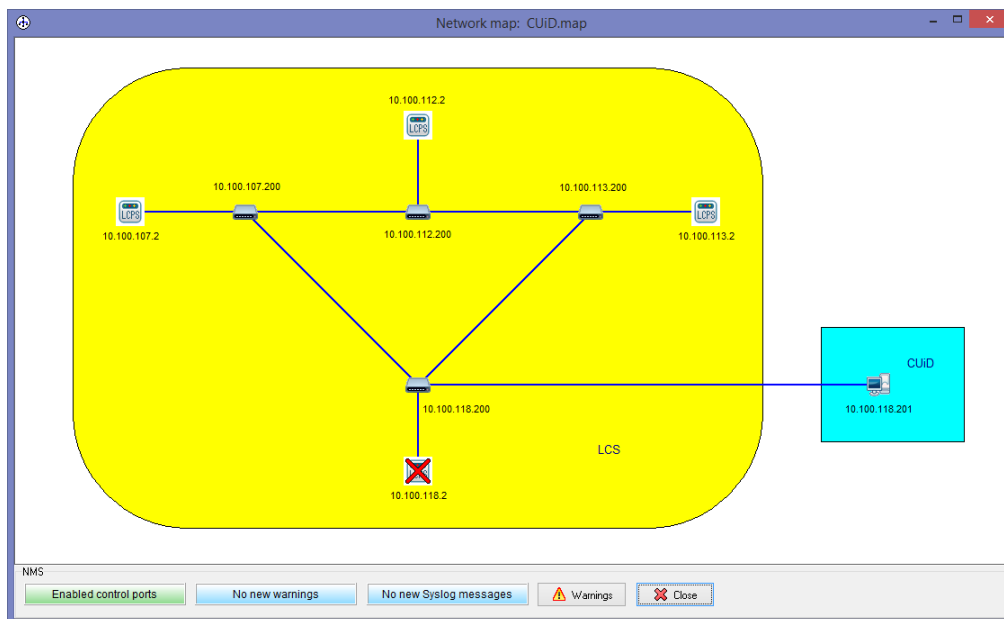 Network map: CUiD.map
10.100.112.2
LCPS
10.100.107.200
10.100.113.200
LCPS
LCPS
10.100.107.2
10.100.112.200
10.100.113.2
CUiD
10.100.118.200
10.100.118.201
LCS
10.100.118.2
NMS
Enabled control ports
No new warnings
No new Syslog messages
Warnings
Close